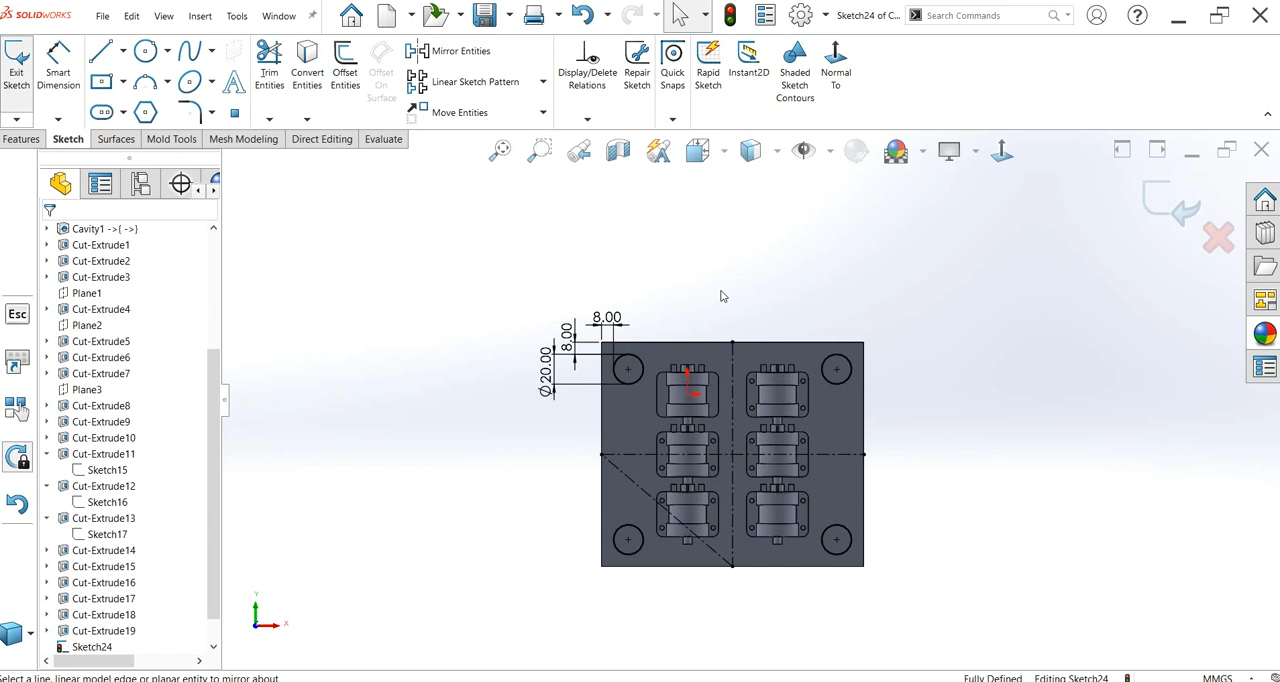 SOLIDWORKS File Edit View Insert Tools Window Sketch24 of C... Search Commands
Exit Sketch
Smart Dimension
Trim Entities
Convert Entities
Offset Entities
Offset On Surface
Mirror Entities
Linear Sketch Pattern
Move Entities
Display/Delete Relations
Repair Sketch
Quick Snaps
Rapid Sketch
Instant2D
Shaded Sketch Contours
Normal To
Features Sketch Surfaces Mold Tools Mesh Modeling Direct Editing Evaluate
Cavity1 ->{ ->}
Cut-Extrude1
Cut-Extrude2
Cut-Extrude3
Plane1
Cut-Extrude4
Plane2
Cut-Extrude5
Cut-Extrude6
Cut-Extrude7
Plane3
Cut-Extrude8
Cut-Extrude9
Cut-Extrude10
Cut-Extrude11
Sketch15
Cut-Extrude12
Sketch16
Cut-Extrude13
Sketch17
Cut-Extrude14
Cut-Extrude15
Cut-Extrude16
Cut-Extrude17
Cut-Extrude18
Cut-Extrude19
Sketch24
Esc
8.00
8.00
Ø20.00
Y
X
Select a line, linear model edge or planar entity to mirror about Fully Defined Editing Sketch24 MMGS